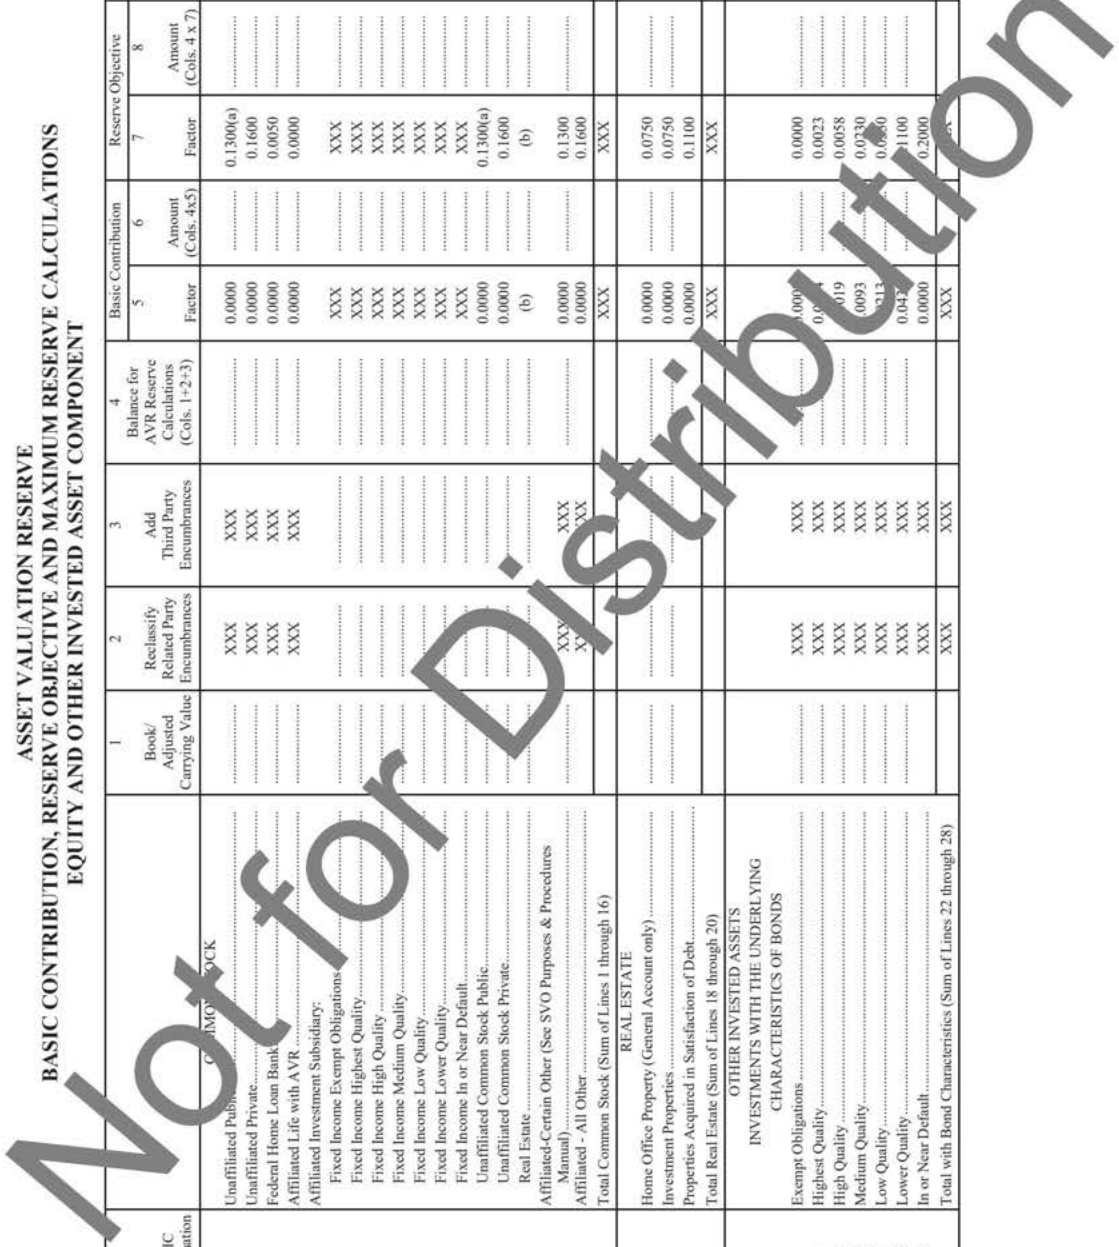 ASSET VALUATION RESERVE
BASIC CONTRIBUTION, RESERVE OBJECTIVE AND MAXIMUM RESERVE CALCULATIONS
EQUITY AND OTHER INVESTED ASSET COMPONENT
1 2 3 4 Basic Contribution Reserve Objective
5 6 7 8
Book/ Adjusted Carrying Value Reclassify Related Party Encumbrances Add Third Party Encumbrances Balance for AVR Reserve Calculations (Cols. 1+2+3) Factor Amount (Cols. 4x5) Factor Amount (Cols. 4 x 7)
Unaffiliated XXX XXX 0.0000 0.1300(a)
Unaffiliated Private XXX XXX 0.0000 0.1600
Federal Home Loan Bank XXX XXX 0.0000 0.0050
Affiliated Life with AVR XXX XXX 0.0000 0.0000
Affiliated Investment Subsidiary:
Fixed Income Exempt Obligations XXX XXX
Fixed Income Highest Quality XXX XXX
Fixed Income High Quality XXX XXX
Fixed Income Medium Quality XXX XXX
Fixed Income Low Quality XXX XXX
Fixed Income Lower Quality XXX XXX
Fixed Income In or Near Default XXX XXX
Unaffiliated Common Stock Public 0.0000 0.1300(a)
Unaffiliated Common Stock Private 0.0000 0.1600
Real Estate (b) (b)
Affiliated-Certain Other (See SVO Purposes & Procedures
Manual) XXX XXX 0.0000 0.1300
Affiliated - All Other XXX 0.0000 0.1600
Total Common Stock (Sum of Lines 1 through 16) XXX XXX
REAL ESTATE
Home Office Property (General Account only) 0.0000 0.0750
Investment Properties 0.0000 0.0750
Properties Acquired in Satisfaction of Debt 0.0000 0.1100
Total Real Estate (Sum of Lines 18 through 20) XXX XXX
OTHER INVESTED ASSETS
INVESTMENTS WITH THE UNDERLYING
CHARACTERISTICS OF BONDS
Exempt Obligations XXX XXX 0.0000
Highest Quality XXX XXX 0.0023
High Quality XXX XXX 0.0058
Medium Quality XXX XXX 0.0093 0.0230
Low Quality XXX XXX
Lower Quality XXX XXX
In or Near Default XXX XXX 0.0000 0.2000
Total with Bond Characteristics (Sum of Lines 22 through 28) XXX XXX XXX
Not for Distribution